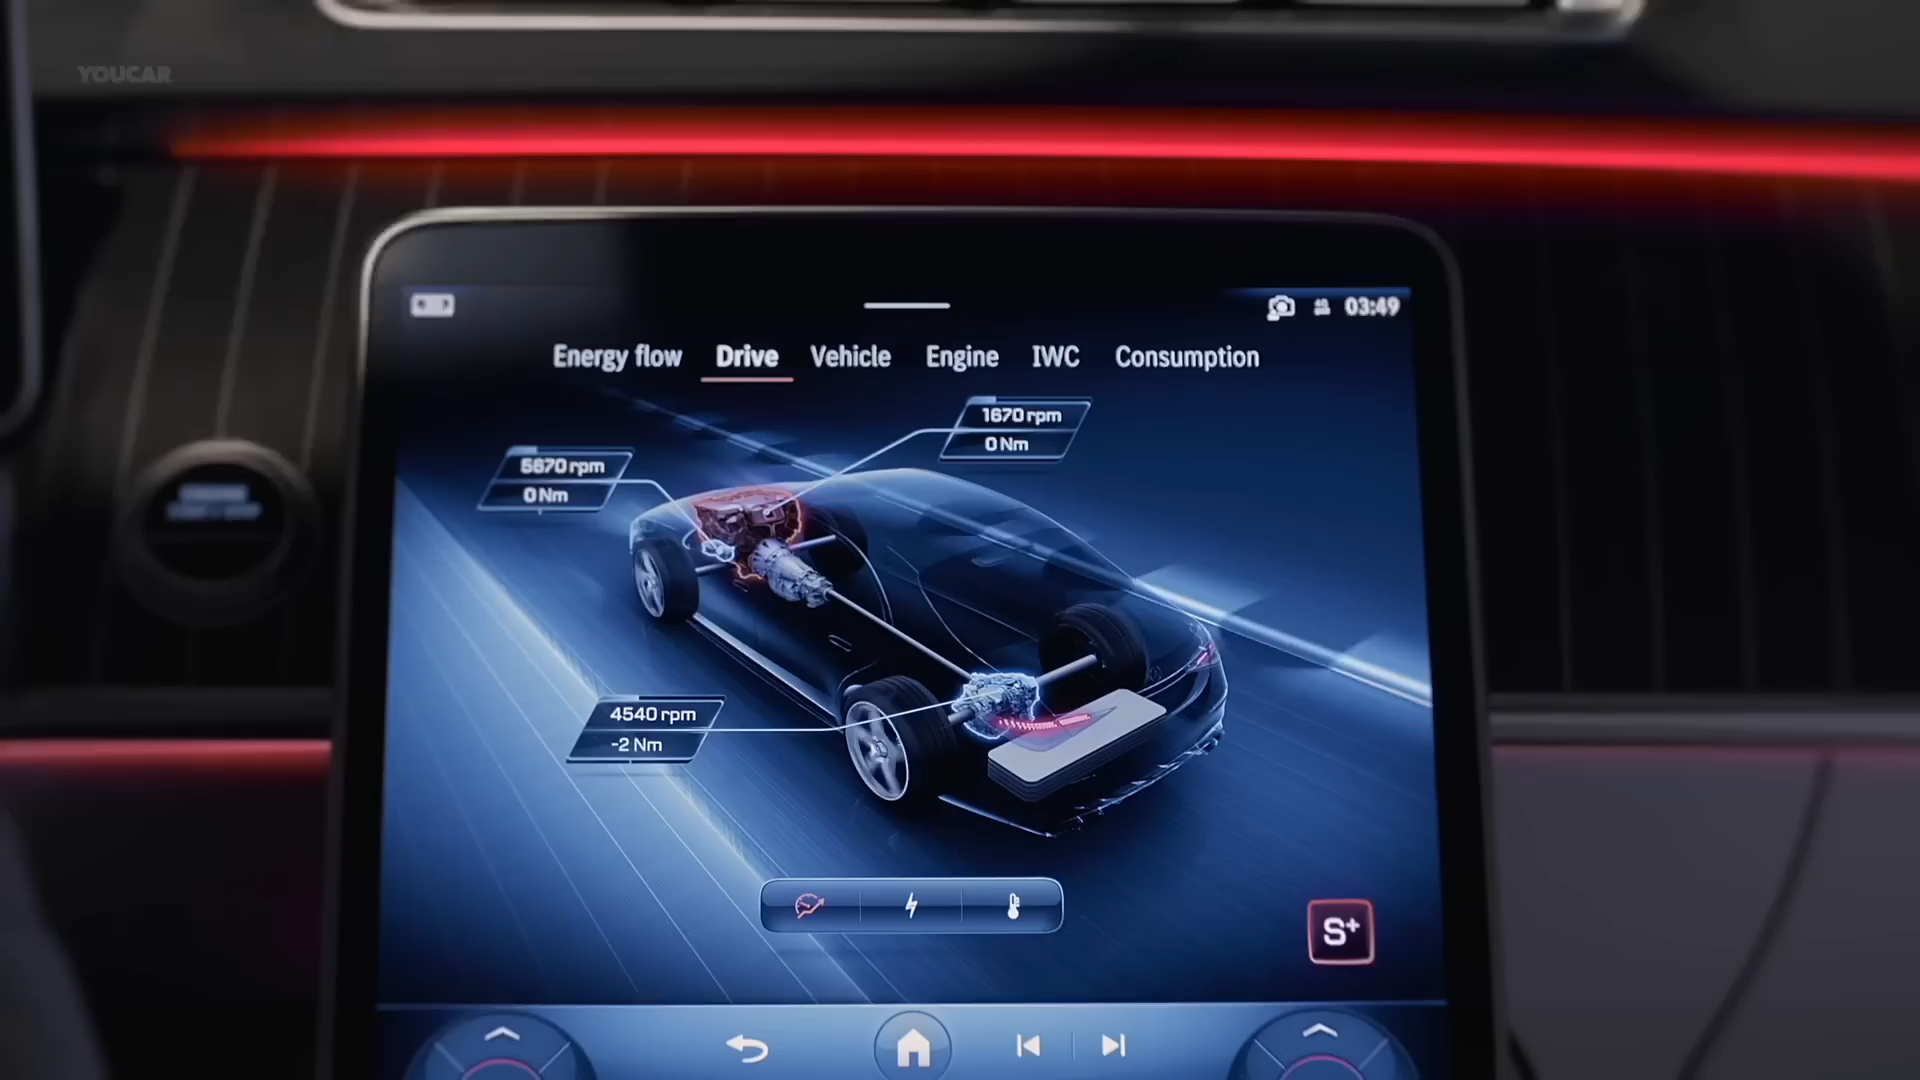 YOUCAR
03:49
Energy flow Drive Vehicle Engine IWC Consumption
1670 rpm
0 Nm
5670 rpm
0 Nm
4540 rpm
-2 Nm
S+